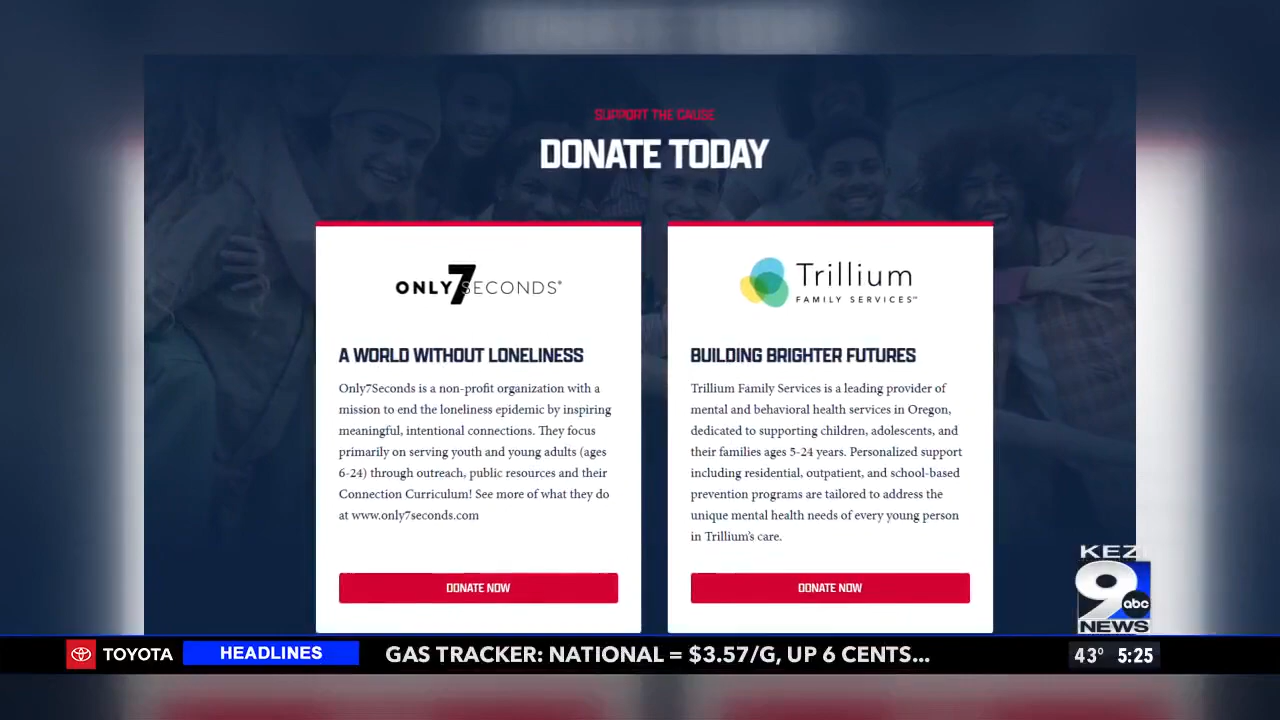 SUPPORT THE CAUSE
DONATE TODAY
ONLY7SECONDS®
A WORLD WITHOUT LONELINESS
Only7Seconds is a non-profit organization with a
mission to end the loneliness epidemic by inspiring
meaningful, intentional connections. They focus
primarily on serving youth and young adults (ages
6-24) through outreach, public resources and their
Connection Curriculum! See more of what they do
at www.only7seconds.com
DONATE NOW
Trillium
FAMILY SERVICES™
BUILDING BRIGHTER FUTURES
Trillium Family Services is a leading provider of
mental and behavioral health services in Oregon,
dedicated to supporting children, adolescents, and
their families ages 5-24 years. Personalized support
including residential, outpatient, and school-based
prevention programs are tailored to address the
unique mental health needs of every young person
in Trillium's care.
DONATE NOW
KEZI
9
abc
NEWS
TOYOTA
HEADLINES
GAS TRACKER: NATIONAL = $3.57/G, UP 6 CENTS...
43° 5:25